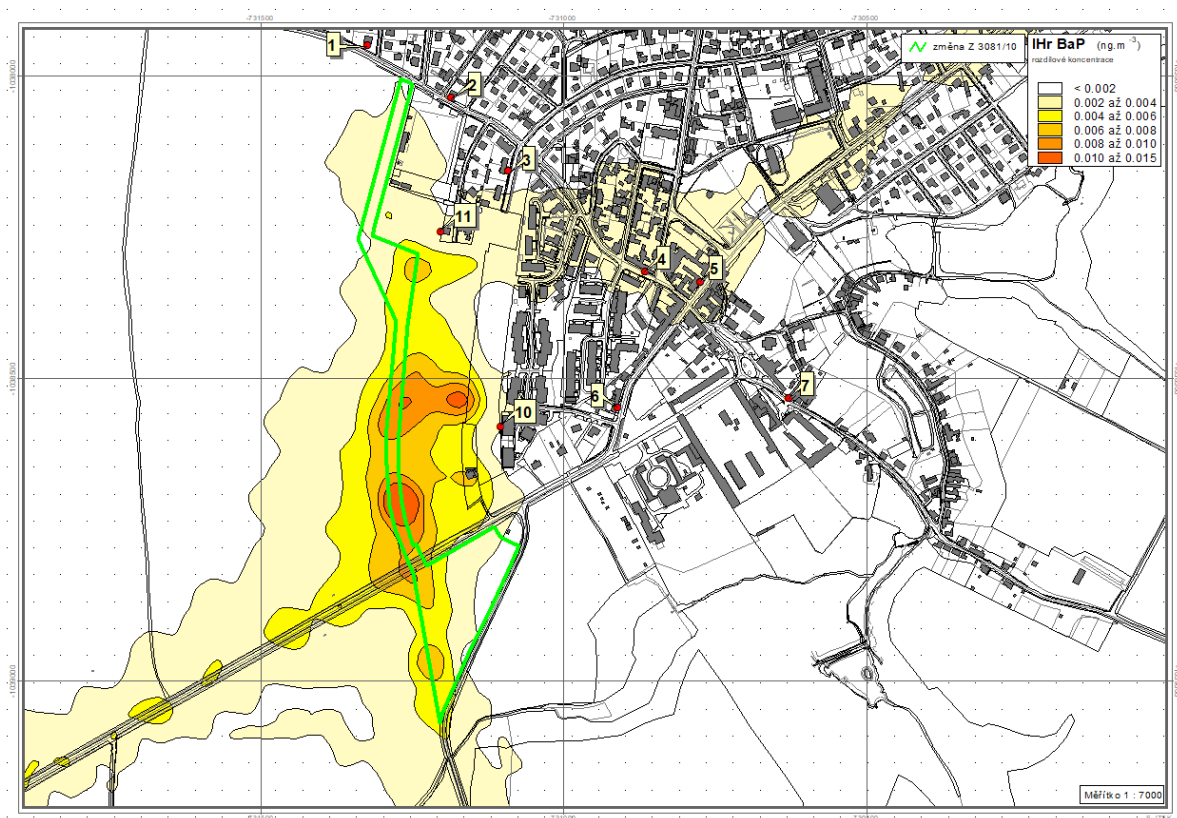 -731500
-731000
-730500
1
2
3
11
4
5
6
7
10
změna Z 3081/10
IHr BaP (ng.m⁻³)
rozdílové koncentrace
< 0.002
0.002 až 0.004
0.004 až 0.006
0.006 až 0.008
0.008 až 0.010
0.010 až 0.015
-1038000
-1038500
-1039000
Měřítko 1 : 7000